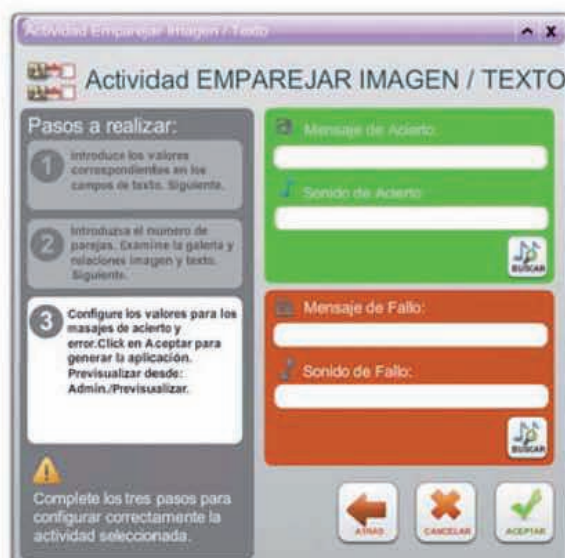 Actividad Emparejar Imagen / Texto
X
Actividad EMPAREJAR IMAGEN / TEXTO
Pasos a realizar:
1
Introduce los valores
correspondientes en los
campos de texto. Siguiente.
2
Introduzca el número de
parejas. Examine la galería y
relaciones imagen y texto.
Siguiente.
3
Configure los valores para los
masajes de acierto y
error.Click en Aceptar para
generar la aplicación.
Previsualizar desde:
Admin./Previsualizar.
Complete los tres pasos para
configurar correctamente la
actividad seleccionada.
Mensaje de Acierto:
Sonido de Acierto:
BUSCAR
Mensaje de Fallo:
Sonido de Fallo:
BUSCAR
ATRAS
CANCELAR
ACEPTAR